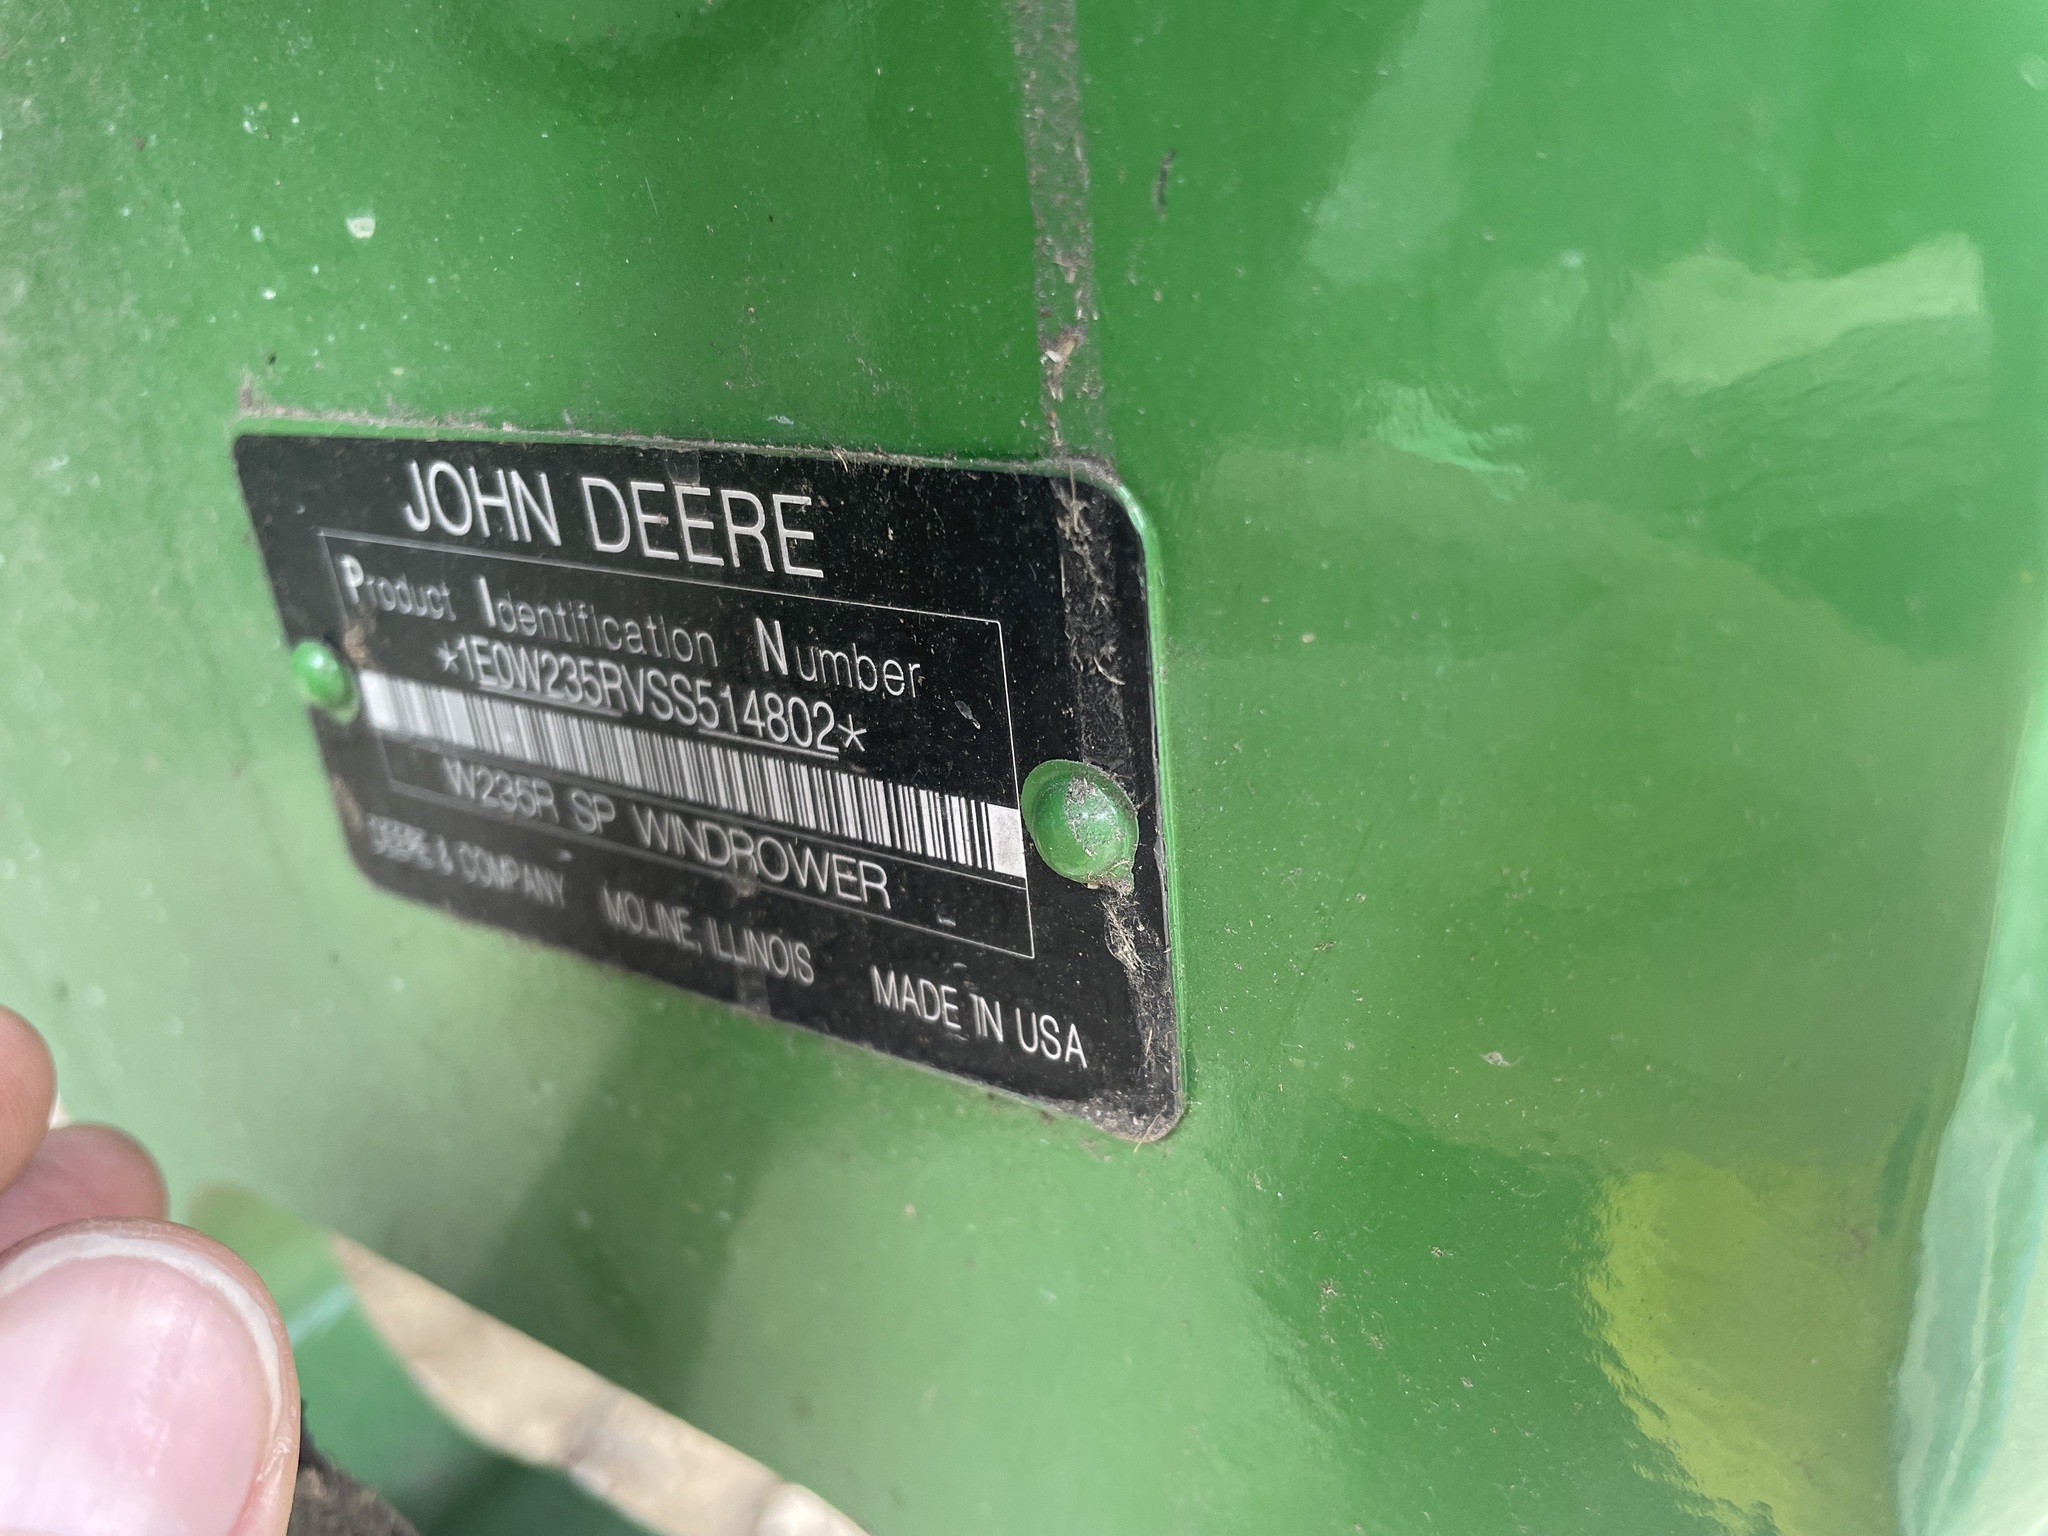 JOHN DEERE
Product Identification Number
*1E0W235RVSS514802*
W235R SP WINDROWER
DEERE & COMPANY MOLINE, ILLINOIS MADE IN USA